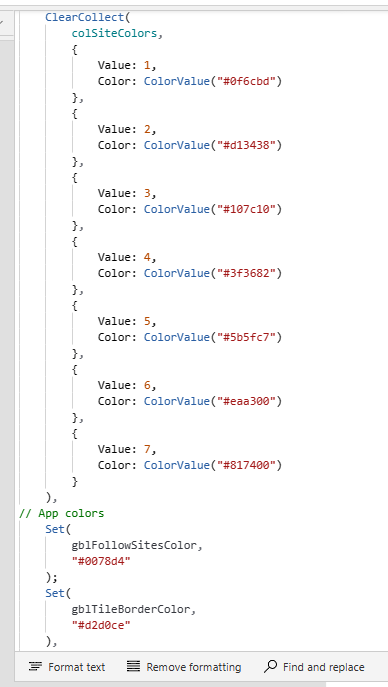 ClearCollect(
colSiteColors,
{
Value: 1,
Color: ColorValue("#0f6cbd")
},
{
Value: 2,
Color: ColorValue("#d13438")
},
{
Value: 3,
Color: ColorValue("#107c10")
},
{
Value: 4,
Color: ColorValue("#3f3682")
},
{
Value: 5,
Color: ColorValue("#5b5fc7")
},
{
Value: 6,
Color: ColorValue("#eaa300")
},
{
Value: 7,
Color: ColorValue("#817400")
}
),
// App colors
Set(
gblFollowSitesColor,
"#0078d4"
);
Set(
gblTileBorderColor,
"#d2d0ce"
),
Format text Remove formatting Find and replace